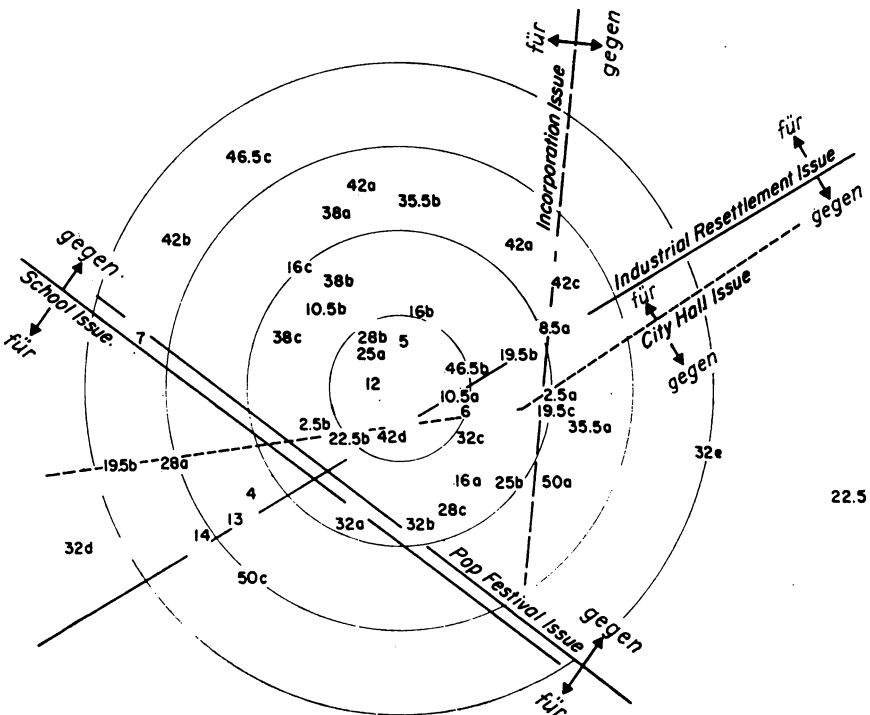 für
gegen
Incorporation Issue
für
Industrial Resettlement Issue
gegen
46.5c
42a
35.5b
38a
42b
42a
gegen.
16c
38b
42c
School Issue.
für
City Hall Issue
gegen
10.5b
16b
8.5a
für
38c
28b
5
25a
19.5b
46.5b
12
10.5a
2.5a
6
19.5c
2.5b
22.5b
42d
32c
35.5a
32e
19.5b
28a
16a
25b
50a
4
22.5
28c
13
32a
32b
14
32d
50c
Pop Festival Issue
gegen
für